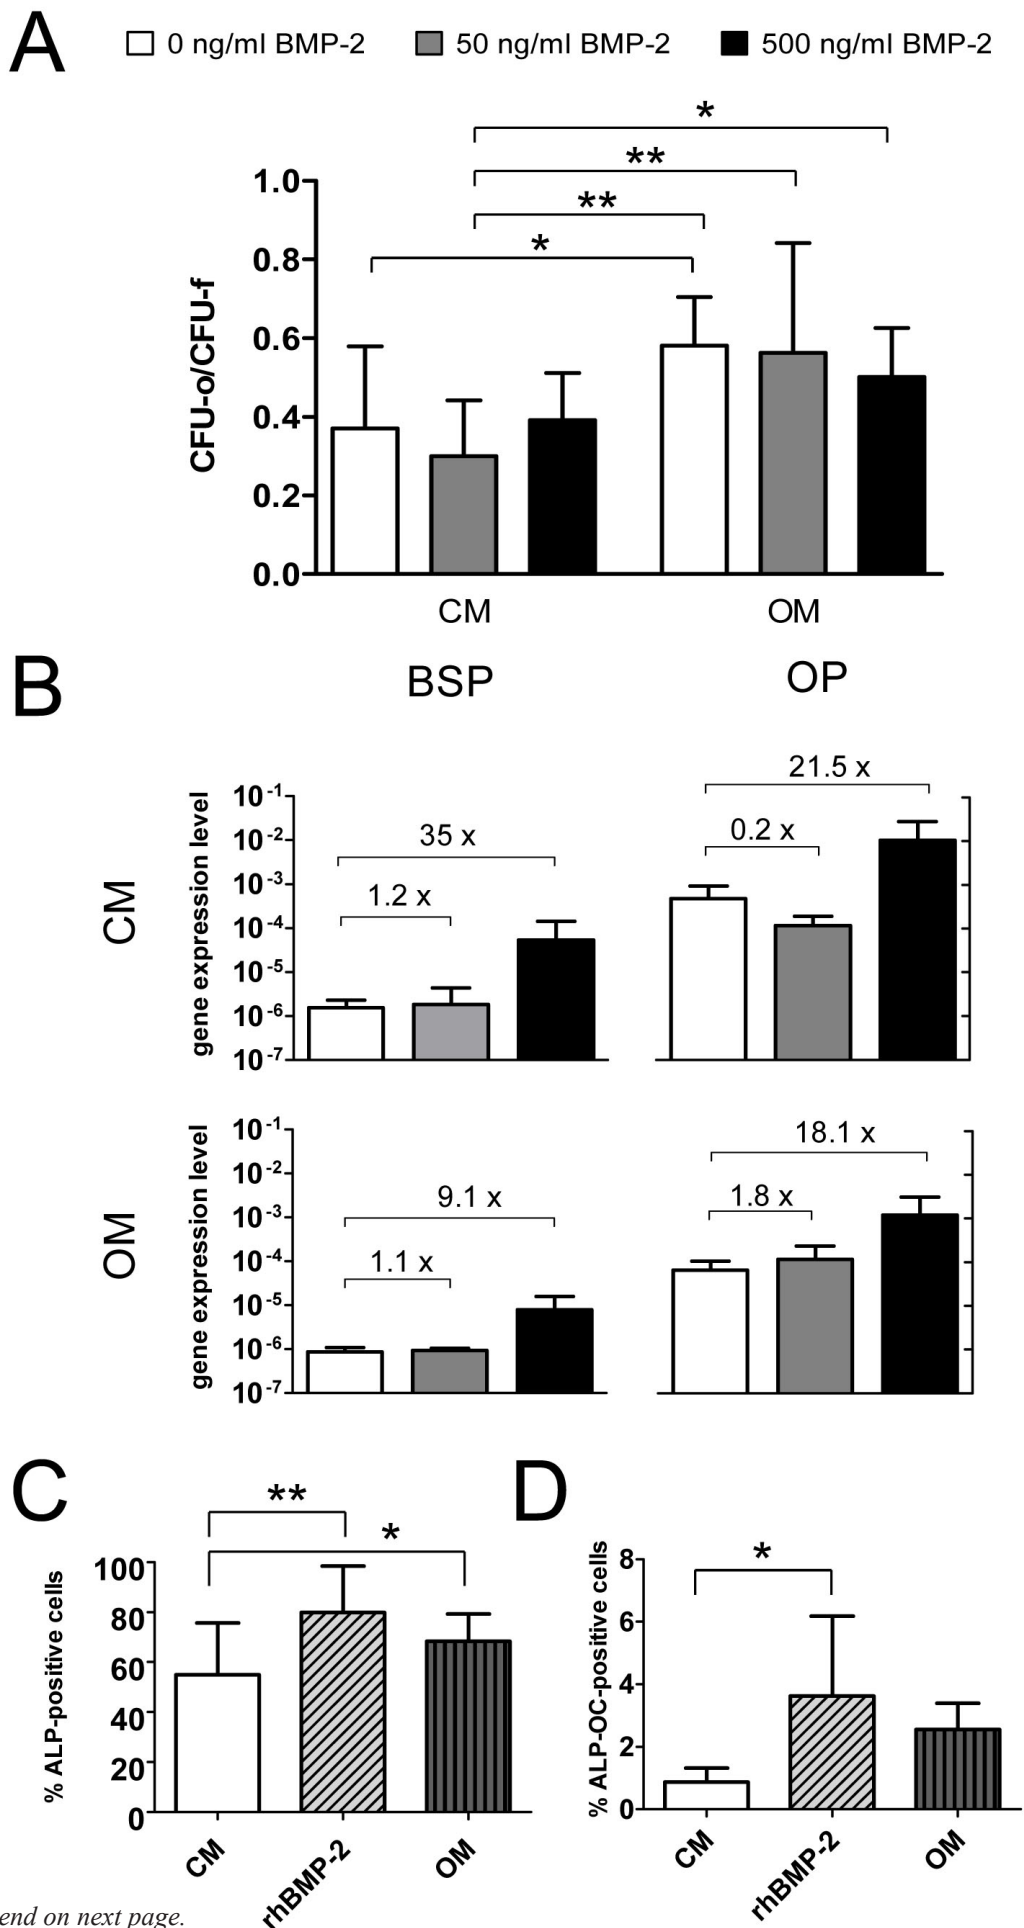 A
0 ng/ml BMP-2 50 ng/ml BMP-2 500 ng/ml BMP-2
*
**
**
*
1.0
0.8
0.6
0.4
0.2
0.0
CFU-o/CFU-f
CM OM
B
BSP OP
CM
gene expression level
10-1
10-2
10-3
10-4
10-5
10-6
10-7
35 x
1.2 x
21.5 x
0.2 x
OM
gene expression level
10-1
10-2
10-3
10-4
10-5
10-6
10-7
9.1 x
1.1 x
18.1 x
1.8 x
C
**
*
% ALP-positive cells
100
80
60
40
20
0
CM rhBMP-2 OM
D
*
% ALP-OC-positive cells
8
6
4
2
0
CM rhBMP-2 OM
end on next page.